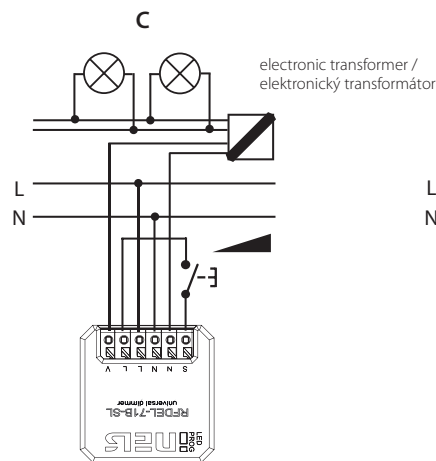 C
electronic transformer /
elektronický transformátor
L
N
L
N
V L L N N S
RFDEL-71B-SL
universal dimmer
LED
PROG